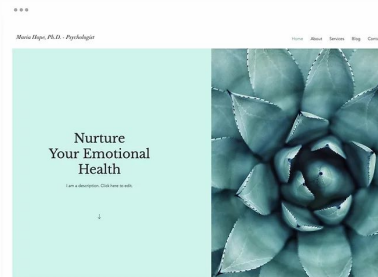 Maria Hope, Ph.D. - Psychologist
Home About Services Blog
Nurture
Your Emotional
Health
I am a description. Click here to edit.